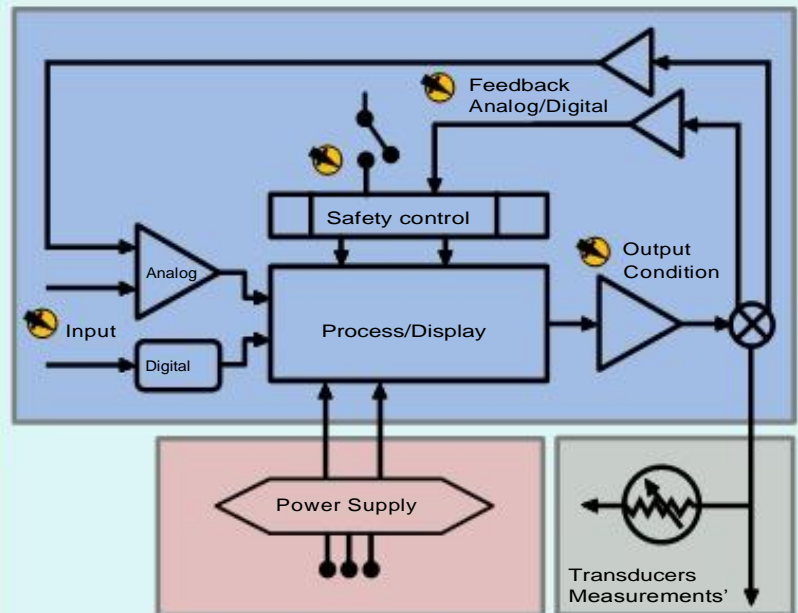 Feedback
Analog/Digital
Safety control
Analog
Output
Condition
Input
Process/Display
Digital
Power Supply
Transducers
Measurements’